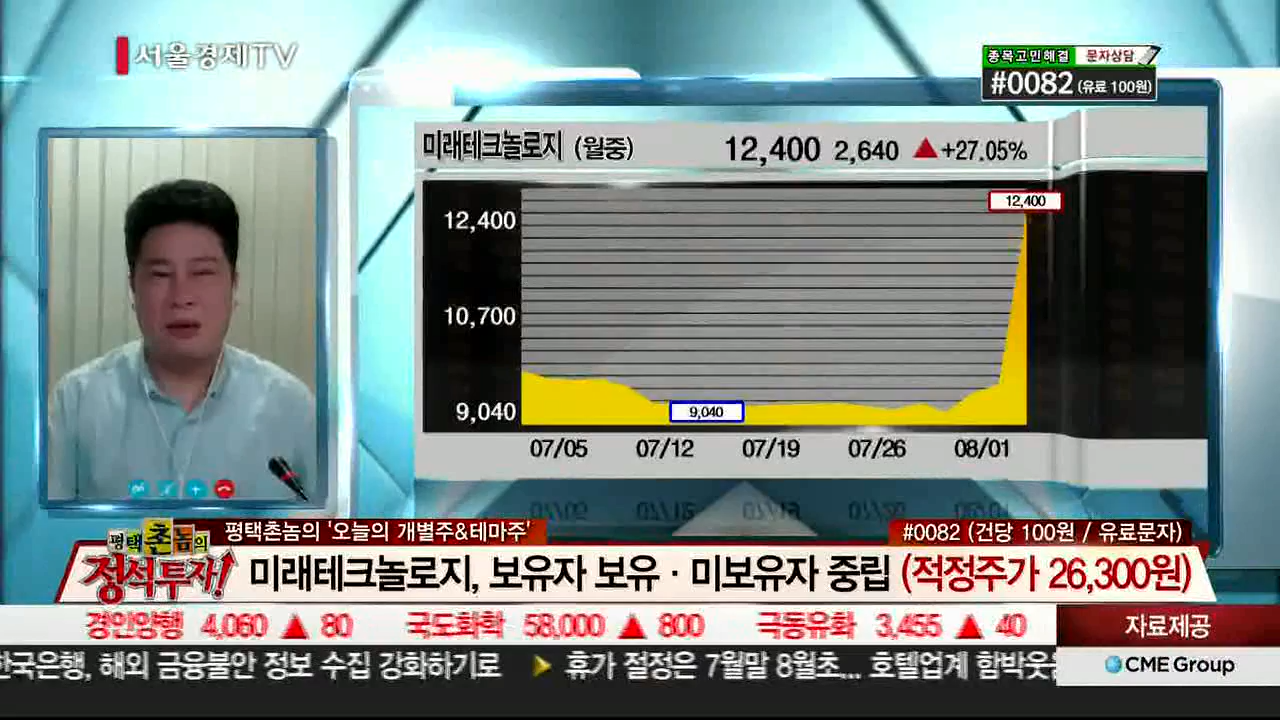 서울경제TV
종목고민해결 문자상담
#0082 (유료 100원)
미래테크놀로지 (월중) 12,400 2,640 ▲+27.05%
12,400
12,400
10,700
9,040
9,040
07/05 07/12 07/19 07/26 08/01
평택촌놈의 정석투자!
평택촌놈의 '오늘의 개별주&테마주'
#0082 (건당 100원 / 유료문자)
미래테크놀로지, 보유자 보유 · 미보유자 중립 (적정주가 26,300원)
경인양행 4,060 ▲ 80 국도화학 58,000 ▲ 800 극동유화 3,455 ▲ 40
자료제공
한국은행, 해외 금융불안 정보 수집 강화하기로 ▶ 휴가 절정은 7월말 8월초... 호텔업계 함박웃음
CME Group